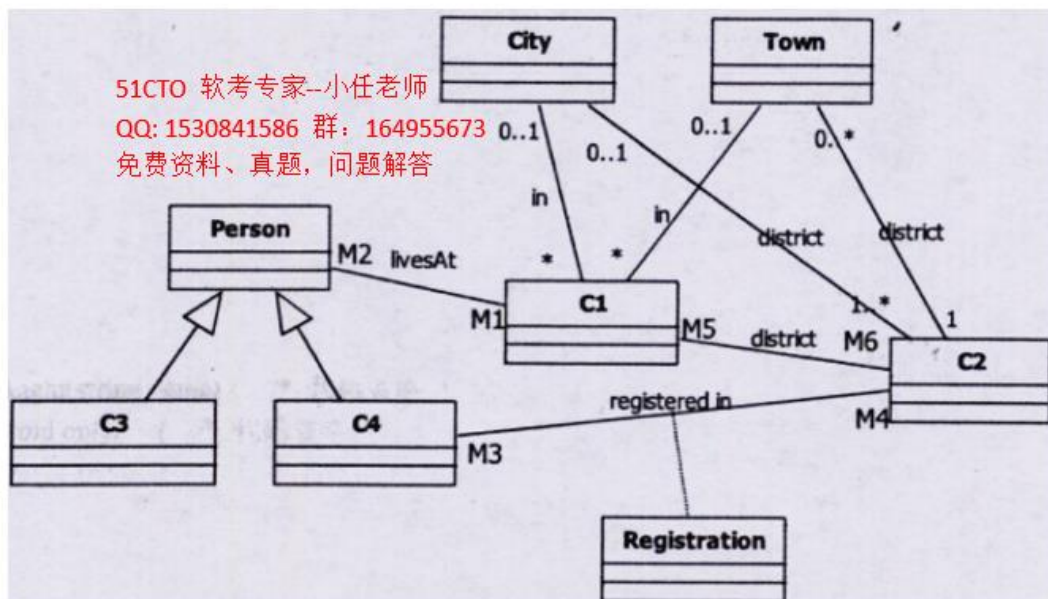 City
Town
51CTO 软考专家--小任老师
QQ: 1530841586 群：164955673
免费资料、真题，问题解答
0..1
0..1
0..1
0..*
in
in
district
district
Person
M2
livesAt
*
*
M1
C1
M5
district
1..*
1
M6
C2
registered in
M4
C3
C4
M3
Registration